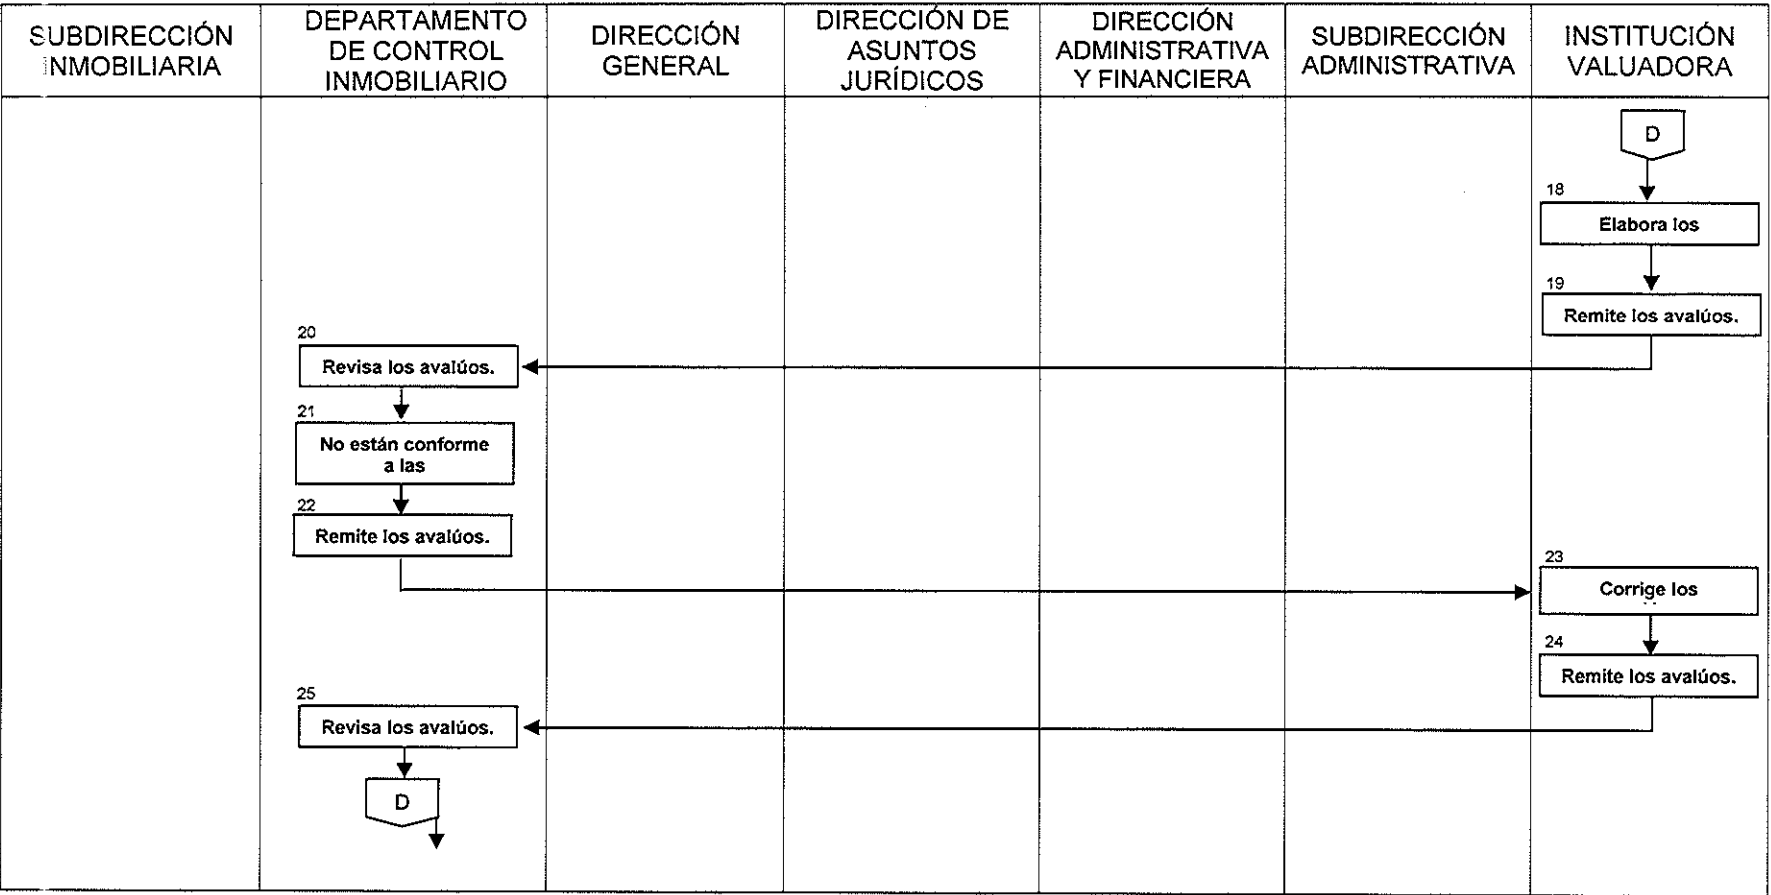 SUBDIRECCIÓN
INMOBILIARIA
DEPARTAMENTO
DE CONTROL
INMOBILIARIO
DIRECCIÓN
GENERAL
DIRECCIÓN DE
ASUNTOS
JURÍDICOS
DIRECCIÓN
ADMINISTRATIVA
Y FINANCIERA
SUBDIRECCIÓN
ADMINISTRATIVA
INSTITUCIÓN
VALUADORA
D
18
Elabora los
19
Remite los avalúos.
20
Revisa los avalúos.
21
No están conforme
a las
22
Remite los avalúos.
23
Corrige los
24
Remite los avalúos.
25
Revisa los avalúos.
D